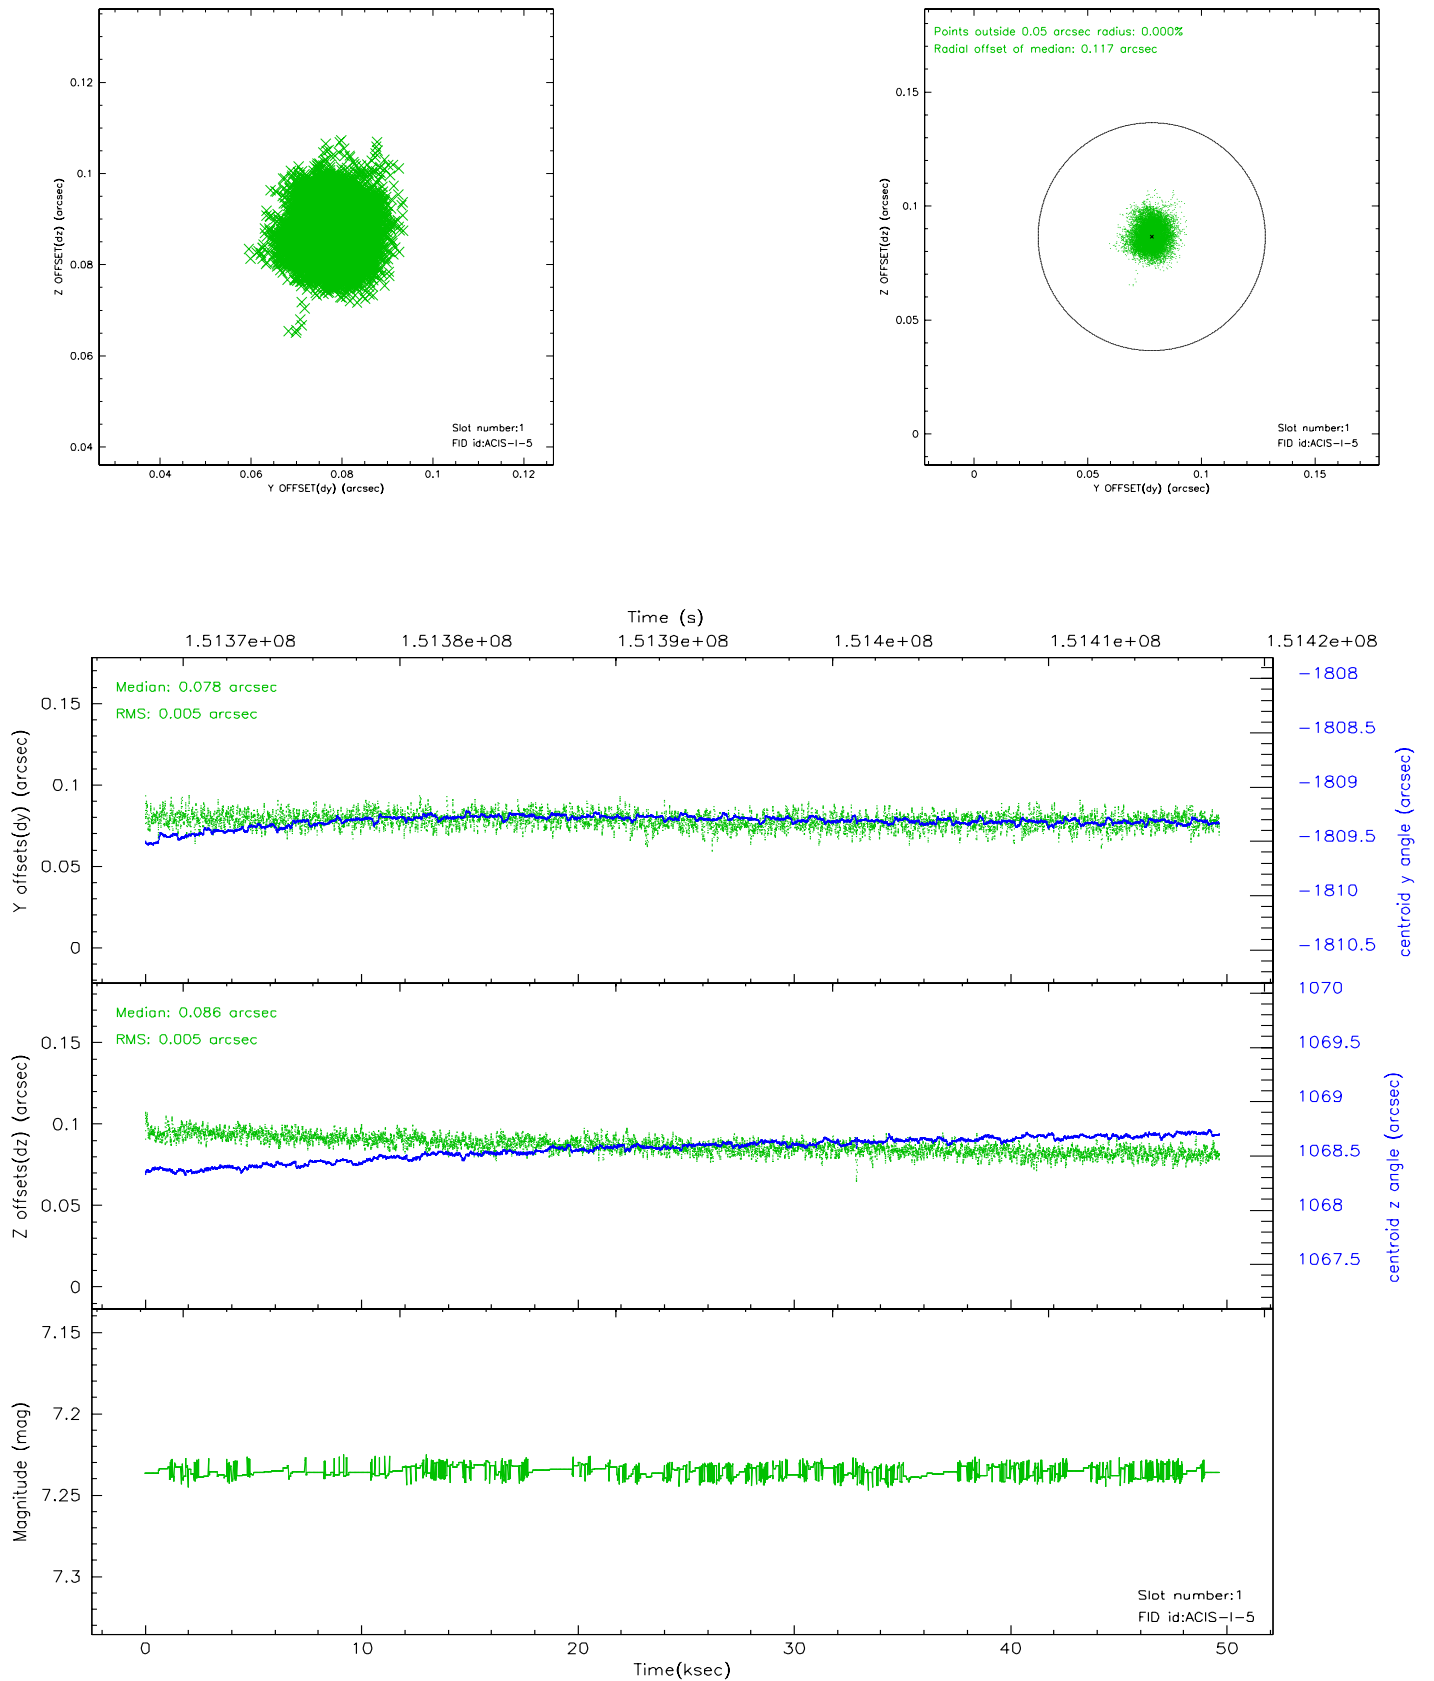 0.12
0.1
0.08
0.06
0.04
Z OFFSET(dz) (arcsec)
Slot number:1
FID id:ACIS-I-5
0.04 0.06 0.08 0.1 0.12
Y OFFSET(dy) (arcsec)
Points outside 0.05 arcsec radius: 0.000%
Radial offset of median: 0.117 arcsec
0.15
0.1
0.05
0
Z OFFSET(dz) (arcsec)
Slot number:1
FID id:ACIS-I-5
0 0.05 0.1 0.15
Y OFFSET(dy) (arcsec)
Time (s)
1.5137e+08 1.5138e+08 1.5139e+08 1.514e+08 1.5141e+08 1.5142e+08
Median: 0.078 arcsec
RMS: 0.005 arcsec
0.15
0.1
0.05
0
Y offsets(dy) (arcsec)
-1808
-1808.5
-1809
-1809.5
-1810
-1810.5
centroid y angle (arcsec)
Median: 0.086 arcsec
RMS: 0.005 arcsec
0.15
0.1
0.05
0
Z offsets(dz) (arcsec)
1070
1069.5
1069
1068.5
1068
1067.5
centroid z angle (arcsec)
7.15
7.2
7.25
7.3
Magnitude (mag)
Slot number:1
FID id:ACIS-I-5
0 10 20 30 40 50
Time(ksec)